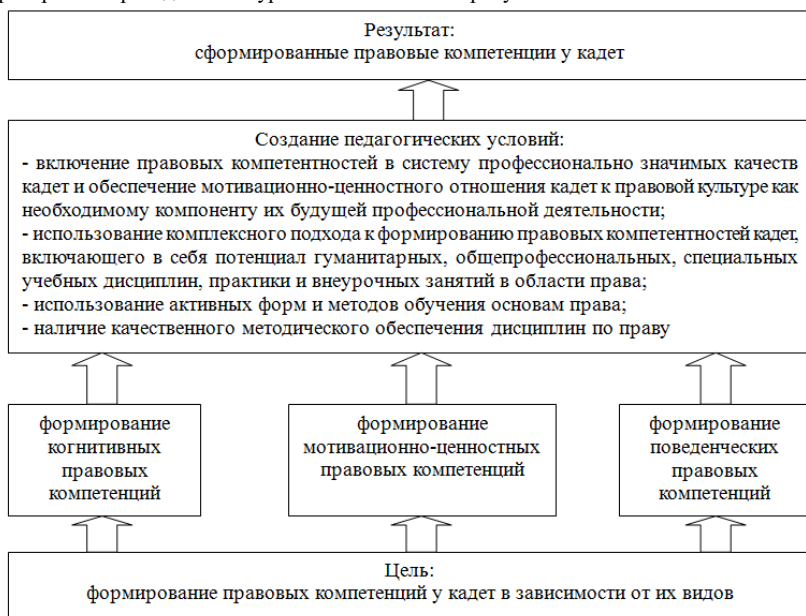 Результат:
сформированные правовые компетенции у кадет
Создание педагогических условий:
- включение правовых компетентностей в систему профессионально значимых качеств
кадет и обеспечение мотивационно-ценностного отношения кадет к правовой культуре как
необходимому компоненту их будущей профессиональной деятельности;
- использование комплексного подхода к формированию правовых компетентностей кадет,
включающего в себя потенциал гуманитарных, общепрофессиональных, специальных
учебных дисциплин, практики и внеурочных занятий в области права;
- использование активных форм и методов обучения основам права;
- наличие качественного методического обеспечения дисциплин по праву
формирование
когнитивных
правовых
компетенций
формирование
мотивационно-ценностных
правовых компетенций
формирование
поведенческих
правовых
компетенций
Цель:
формирование правовых компетенций у кадет в зависимости от их видов